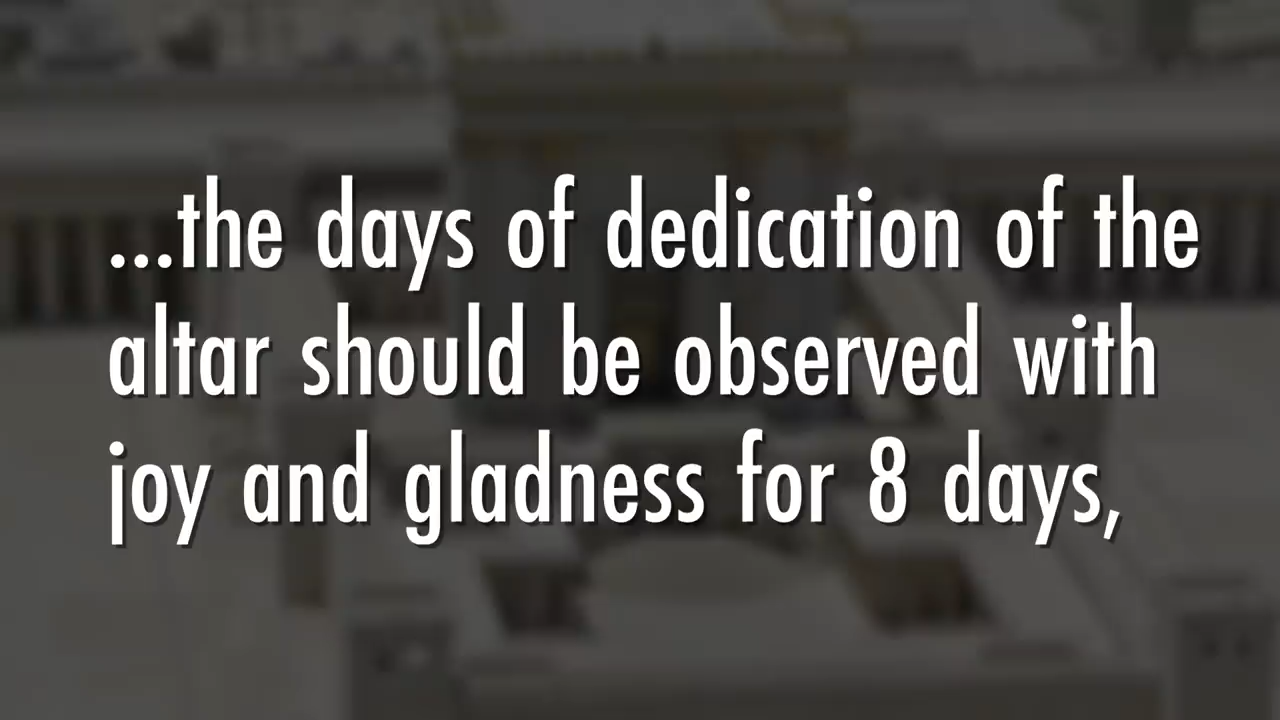 ...the days of dedication of the
altar should be observed with
joy and gladness for 8 days,